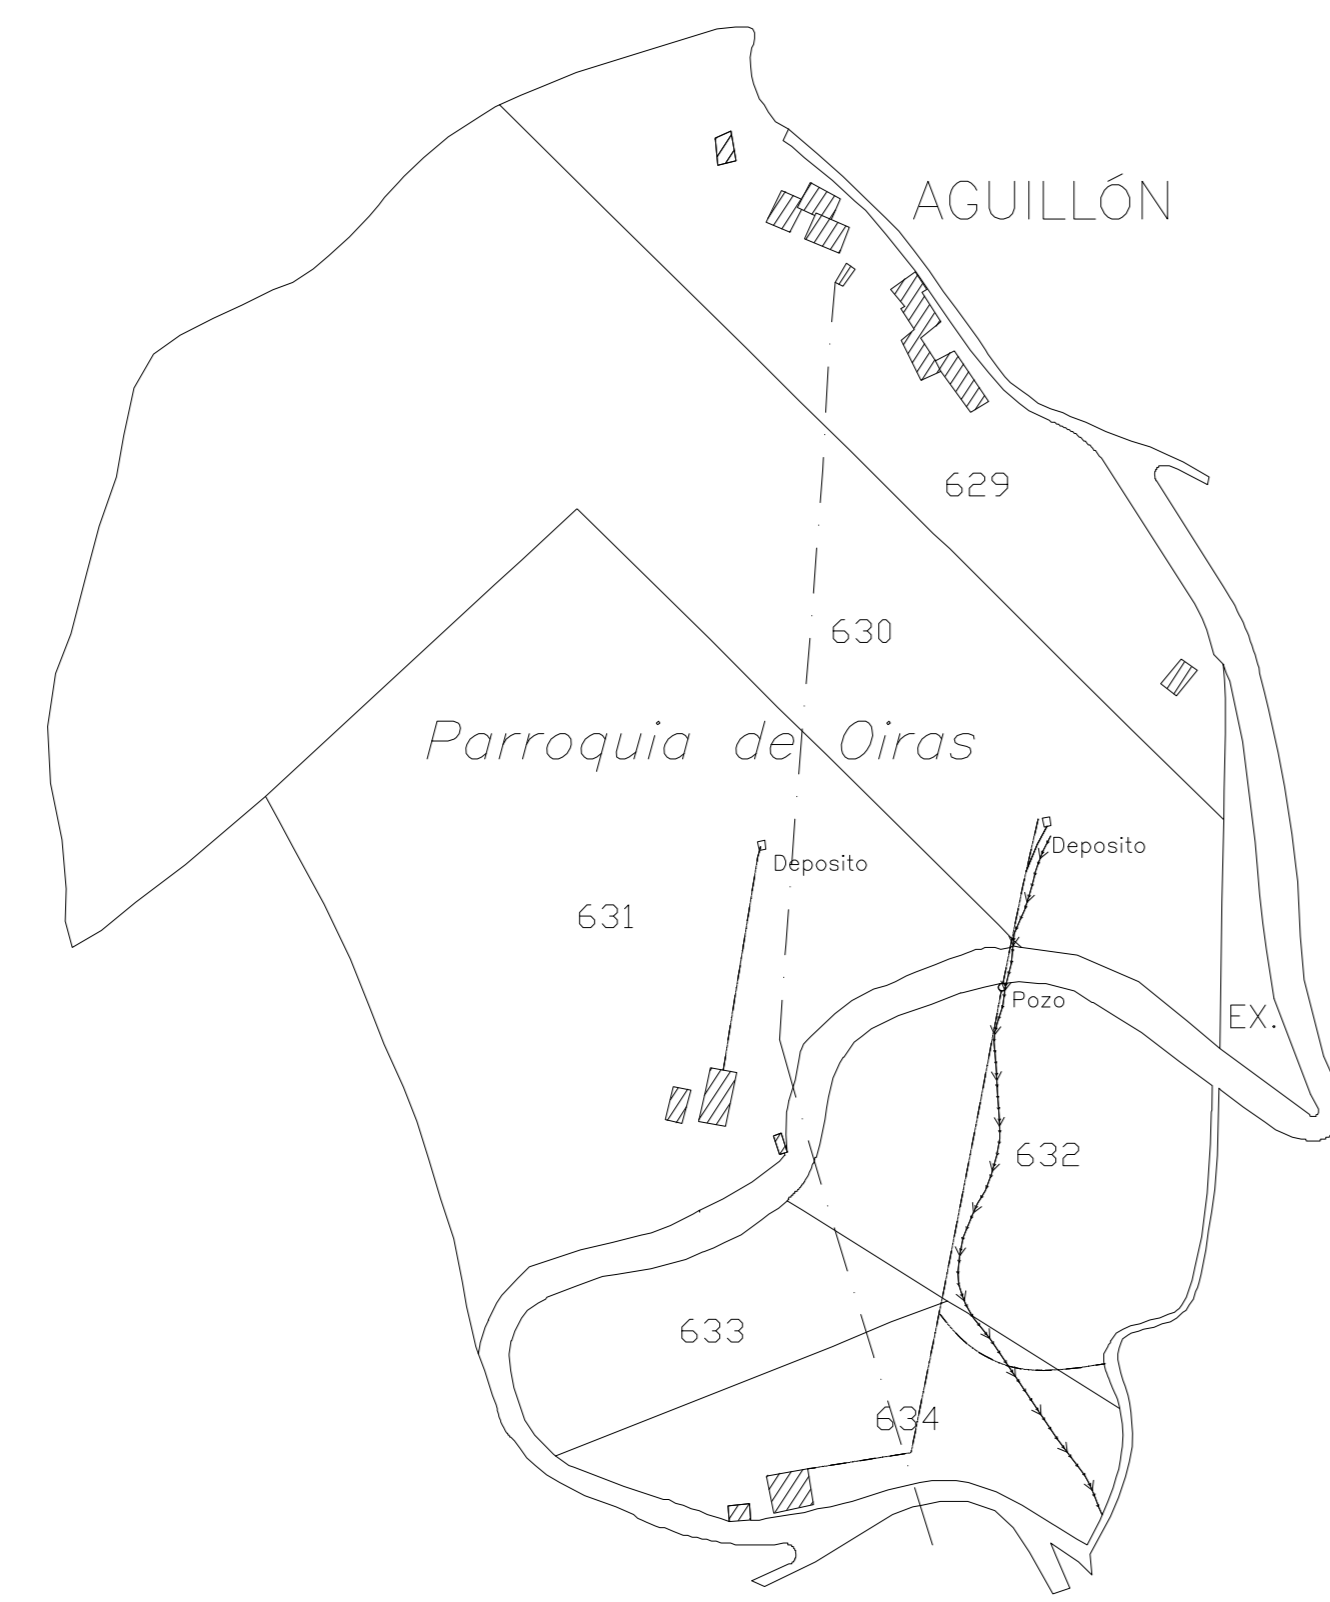 AGUILLÓN
629
630
Parroquia de Oiras
Deposito
Deposito
631
Pozo
EX.
632
633
634